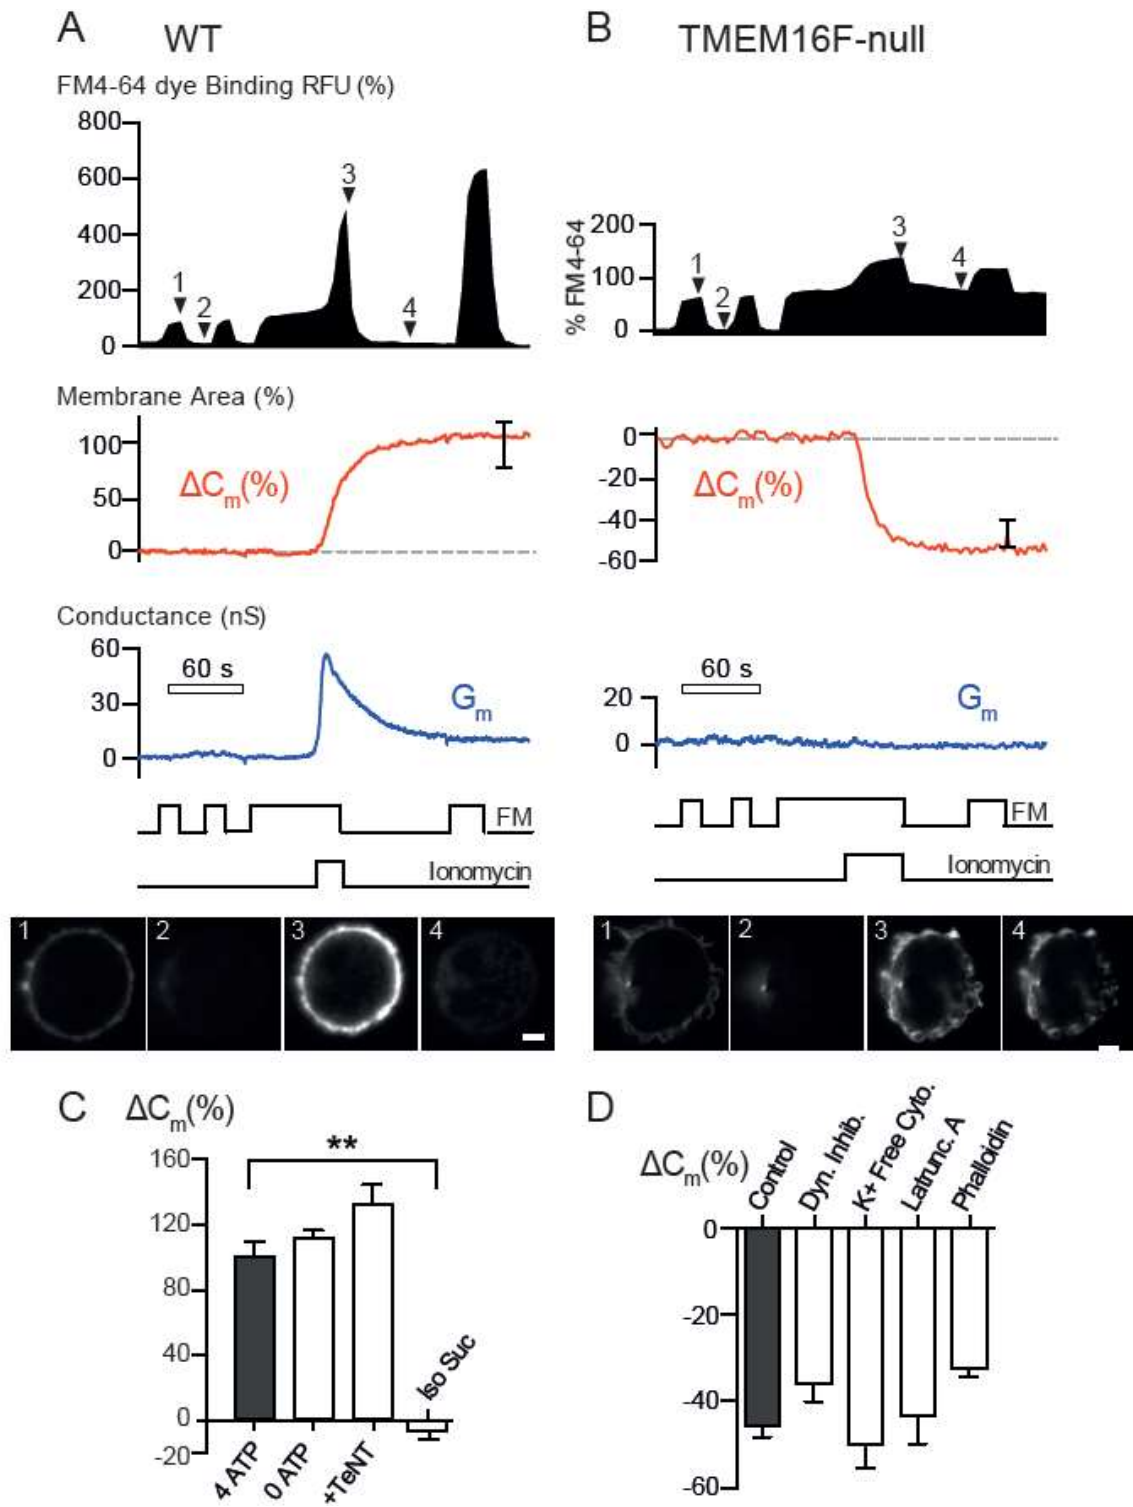 A WT
FM4-64 dye Binding RFU (%)
800
600
400
200
0
1
2
3
4
Membrane Area (%)
100
50
0
ΔCm(%)
Conductance (nS)
60
30
0
60 s
Gm
FM
Ionomycin
1 2 3 4
B TMEM16F-null
% FM4-64
200
100
0
1
2
3
4
0
-20
-40
-60
ΔCm(%)
20
0
60 s
Gm
FM
Ionomycin
1 2 3 4
C ΔCm(%)
160
120
80
40
0
-20
**
4 ATP
0 ATP
+TeNT
Iso Suc
D ΔCm(%)
Control
Dyn. Inhib.
K+ Free Cyto.
Latrunc. A
Phalloidin
0
-20
-40
-60